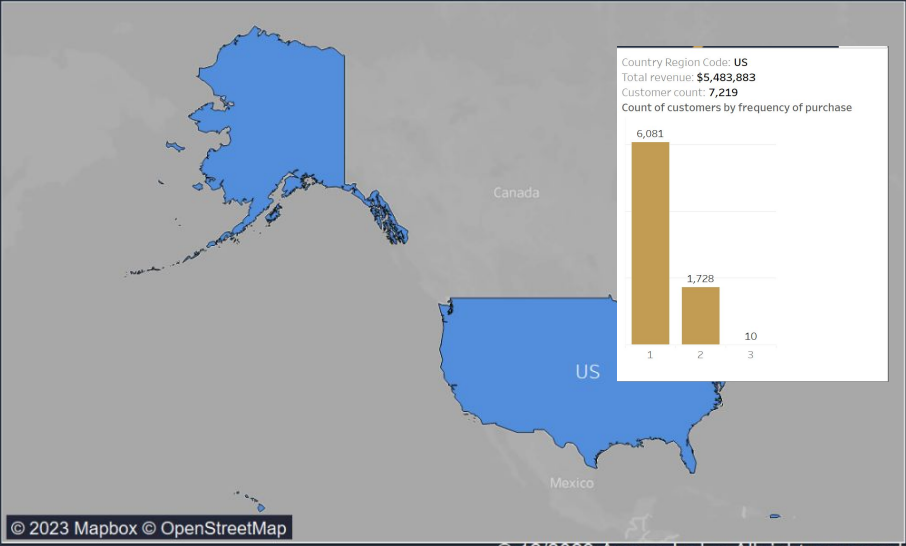 Country Region Code: US
Total revenue: $5,483,883
Customer count: 7,219
Count of customers by frequency of purchase
6,081
1,728
10
1 2 3
Canada
US
Mexico
© 2023 Mapbox © OpenStreetMap